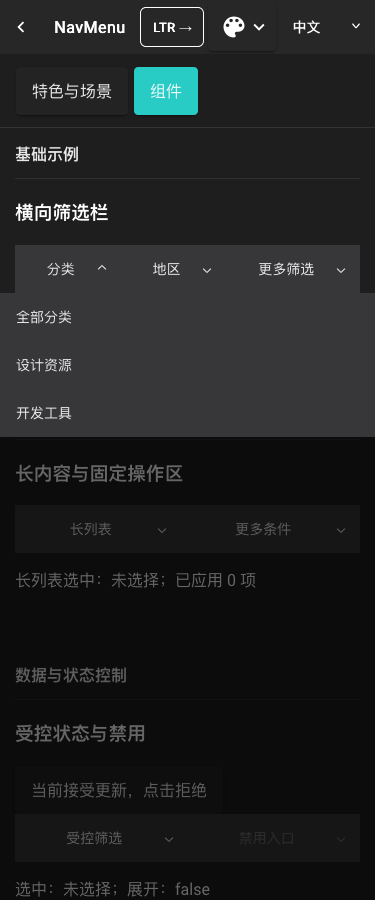 NavMenu LTR → 中文
特色与场景 组件
基础示例
横向筛选栏
分类 地区 更多筛选
全部分类
设计资源
开发工具
长内容与固定操作区
长列表 更多条件
长列表选中：未选择；已应用 0 项
数据与状态控制
受控状态与禁用
当前接受更新，点击拒绝
受控筛选 禁用入口
选中：未选择；展开：false